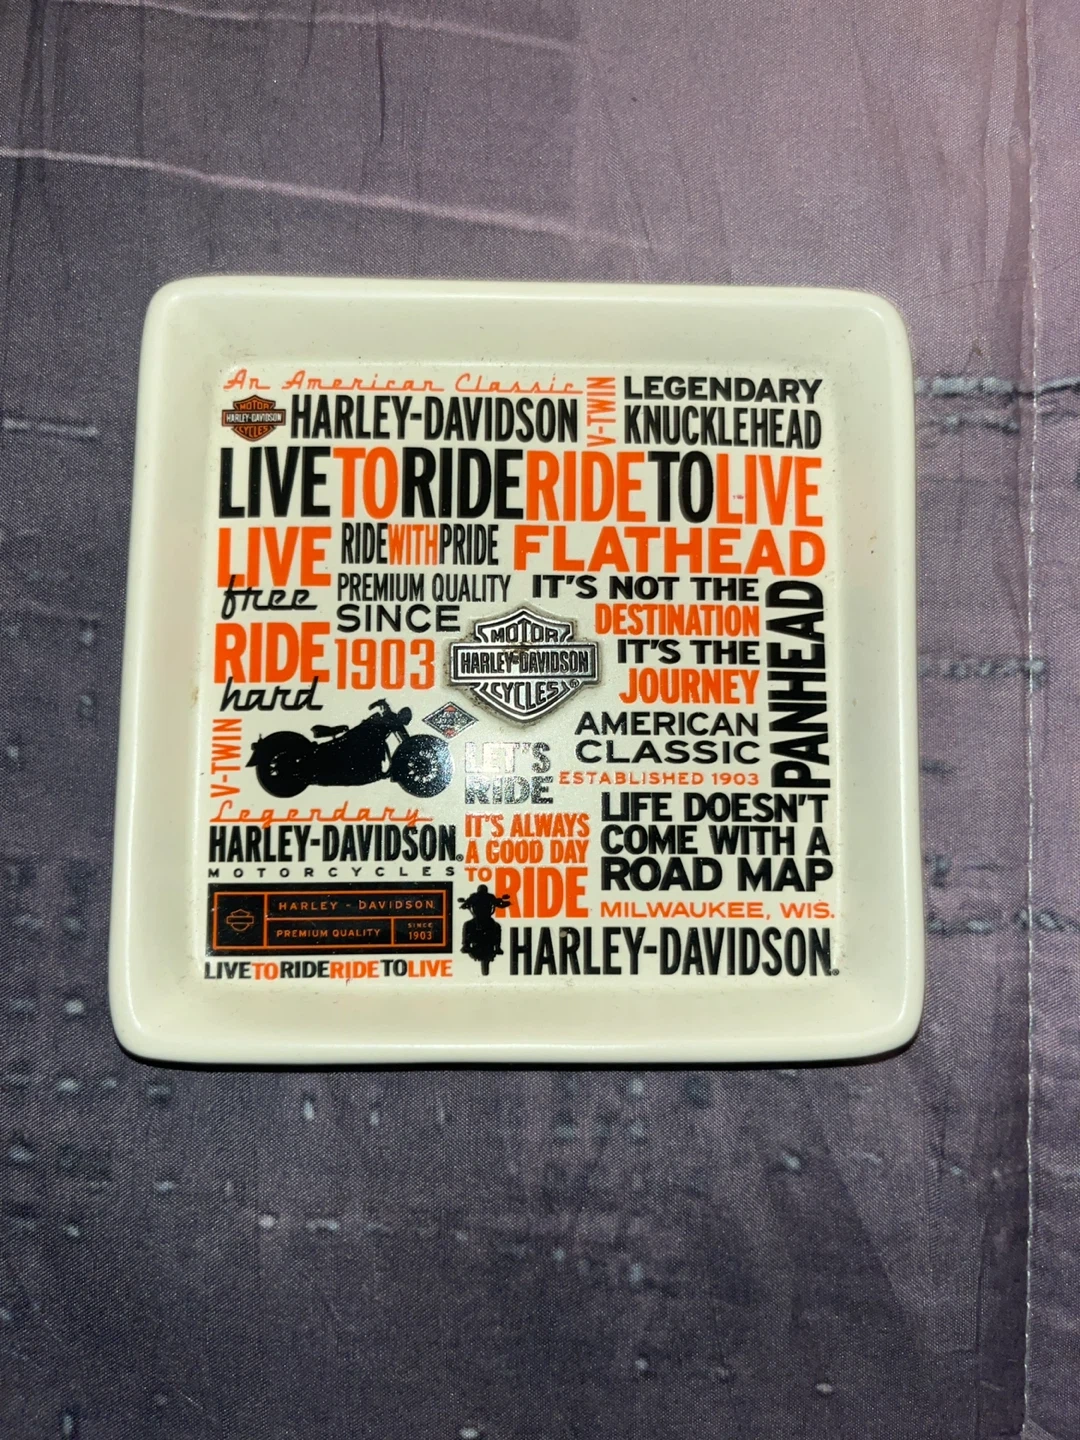 An American Classic
MOTOR
HARLEY-DAVIDSON
CYCLES
HARLEY-DAVIDSON
V-TWIN
LEGENDARY
KNUCKLEHEAD
LIVETORIDERIDETOLIVE
LIVE
free
RIDE
hard
RIDEWITHPRIDE
FLATHEAD
PREMIUM QUALITY
SINCE
1903
IT'S NOT THE
DESTINATION
IT'S THE
JOURNEY
PANHEAD
MOTOR
HARLEY-DAVIDSON
CYCLES®
AMERICAN
CLASSIC
ESTABLISHED 1903
V-TWIN
HARLEY
DAVIDSON
LET'S
RIDE
Legendary
HARLEY-DAVIDSON®
MOTORCYCLES
IT'S ALWAYS
A GOOD DAY
TO RIDE
LIFE DOESN'T
COME WITH A
ROAD MAP
MILWAUKEE, WIS.
HARLEY - DAVIDSON
PREMIUM QUALITY
SINCE
1903
LIVETORIDERIDETOLIVE
HARLEY-DAVIDSON®